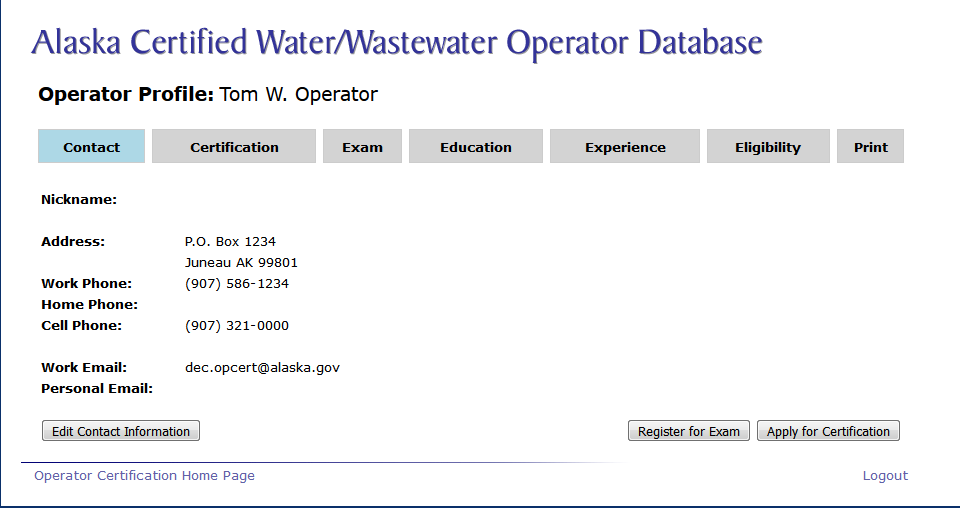 Alaska Certified Water/Wastewater Operator Database
Operator Profile: Tom W. Operator
Contact Certification Exam Education Experience Eligibility Print
Nickname:
Address: P.O. Box 1234
Juneau AK 99801
Work Phone: (907) 586-1234
Home Phone:
Cell Phone: (907) 321-0000
Work Email: dec.opcert@alaska.gov
Personal Email:
Edit Contact Information Register for Exam Apply for Certification
Operator Certification Home Page Logout